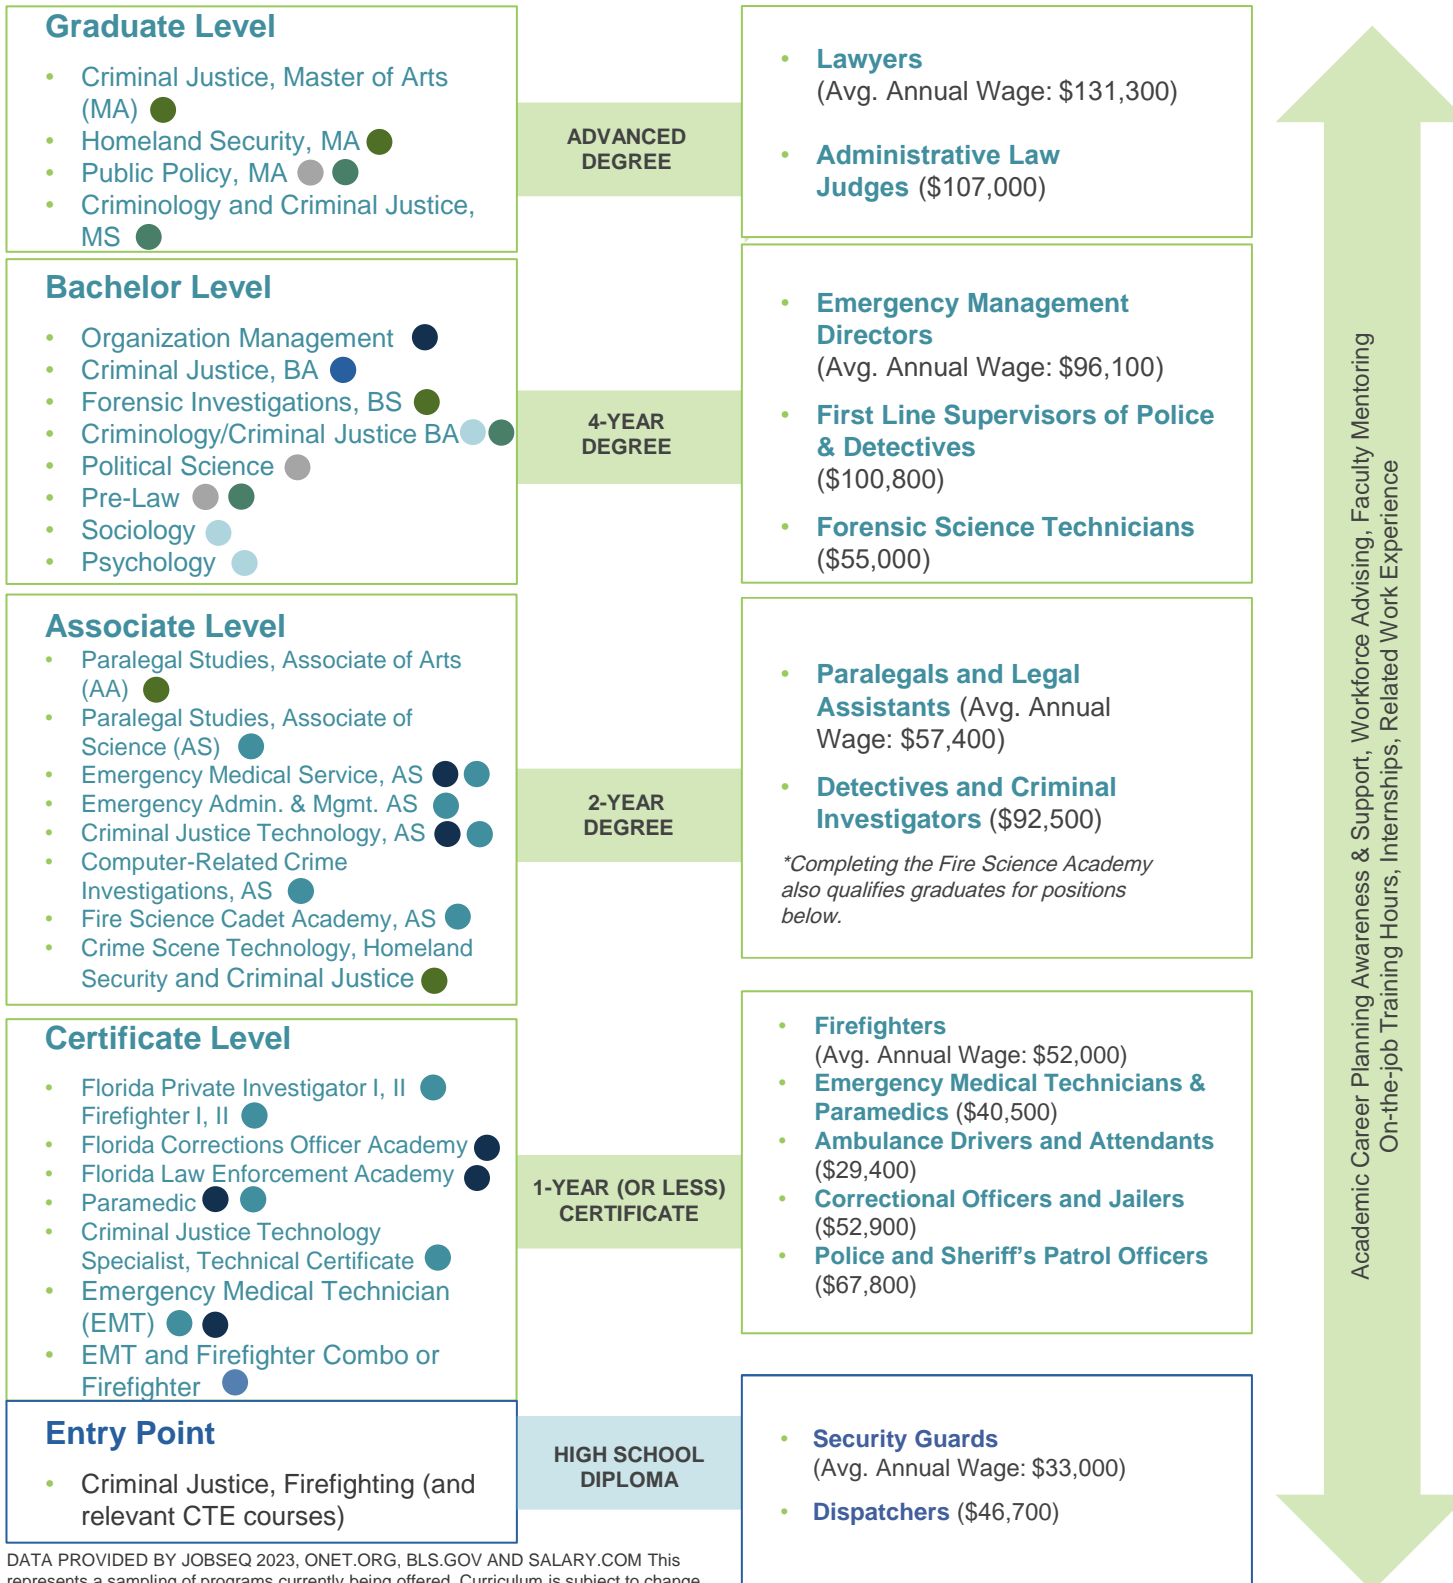 Graduate Level
• Criminal Justice, Master of Arts
(MA)
• Homeland Security, MA
• Public Policy, MA
• Criminology and Criminal Justice,
MS
ADVANCED
DEGREE
• Lawyers
(Avg. Annual Wage: $131,300)
• Administrative Law
Judges ($107,000)
Bachelor Level
• Organization Management
• Criminal Justice, BA
• Forensic Investigations, BS
• Criminology/Criminal Justice BA
• Political Science
• Pre-Law
• Sociology
• Psychology
4-YEAR
DEGREE
• Emergency Management
Directors
(Avg. Annual Wage: $96,100)
• First Line Supervisors of Police
& Detectives
($100,800)
• Forensic Science Technicians
($55,000)
Associate Level
• Paralegal Studies, Associate of Arts
(AA)
• Paralegal Studies, Associate of
Science (AS)
• Emergency Medical Service, AS
• Emergency Admin. & Mgmt. AS
• Criminal Justice Technology, AS
• Computer-Related Crime
Investigations, AS
• Fire Science Cadet Academy, AS
• Crime Scene Technology, Homeland
Security and Criminal Justice
2-YEAR
DEGREE
• Paralegals and Legal
Assistants (Avg. Annual
Wage: $57,400)
• Detectives and Criminal
Investigators ($92,500)
*Completing the Fire Science Academy
also qualifies graduates for positions
below.
Certificate Level
• Florida Private Investigator I, II
Firefighter I, II
• Florida Corrections Officer Academy
• Florida Law Enforcement Academy
• Paramedic
• Criminal Justice Technology
Specialist, Technical Certificate
• Emergency Medical Technician
(EMT)
• EMT and Firefighter Combo or
Firefighter
1-YEAR (OR LESS)
CERTIFICATE
• Firefighters
(Avg. Annual Wage: $52,000)
• Emergency Medical Technicians &
Paramedics ($40,500)
• Ambulance Drivers and Attendants
($29,400)
• Correctional Officers and Jailers
($52,900)
• Police and Sheriff's Patrol Officers
($67,800)
Entry Point
• Criminal Justice, Firefighting (and
relevant CTE courses)
HIGH SCHOOL
DIPLOMA
• Security Guards
(Avg. Annual Wage: $33,000)
• Dispatchers ($46,700)
Academic Career Planning Awareness & Support, Workforce Advising, Faculty Mentoring
On-the-job Training Hours, Internships, Related Work Experience
DATA PROVIDED BY JOBSEQ 2023, ONET.ORG, BLS.GOV AND SALARY.COM This
represents a sampling of programs currently being offered. Curriculum is subject to change.